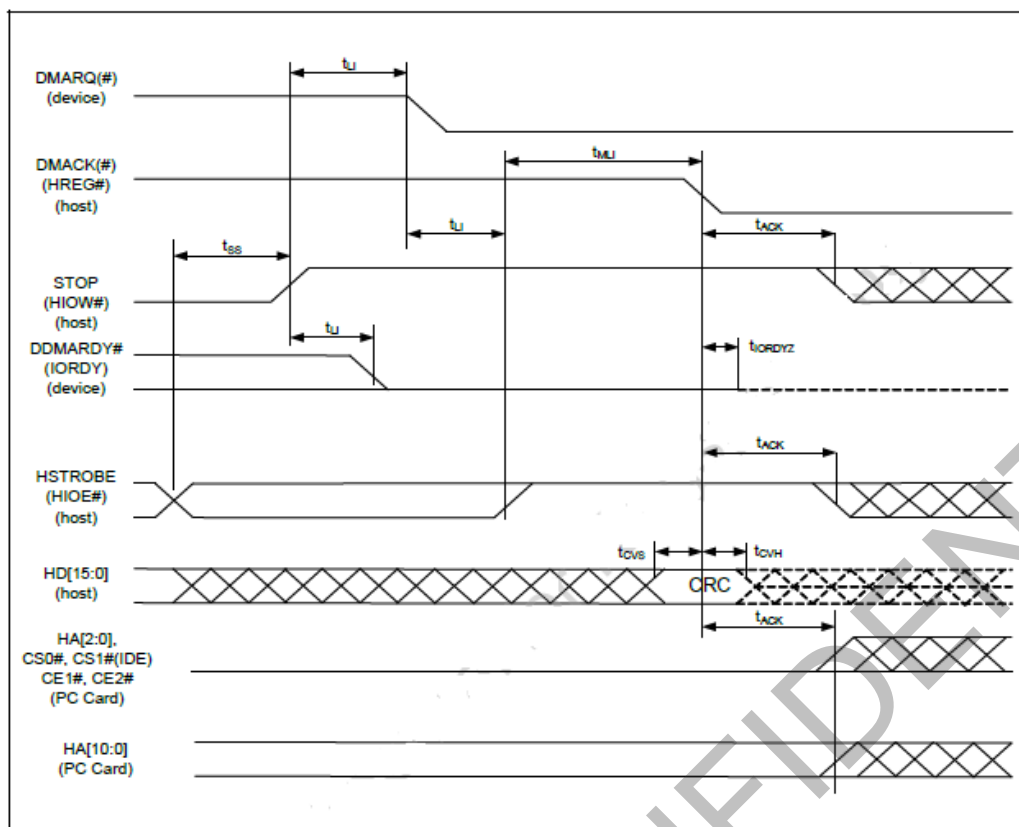 tLI
DMARQ(#)
(device)
tMLI
DMACK(#)
(HREG#)
(host)
tLI
tACK
tSS
STOP
(HIOW#)
(host)
tLI
DDMARDY#
(IORDY)
(device)
tIORDYZ
tACK
HSTROBE
(HIOE#)
(host)
tCVS
tCVH
HD[15:0]
(host)
CRC
tACK
HA[2:0],
CS0#, CS1#(IDE)
CE1#, CE2#
(PC Card)
HA[10:0]
(PC Card)